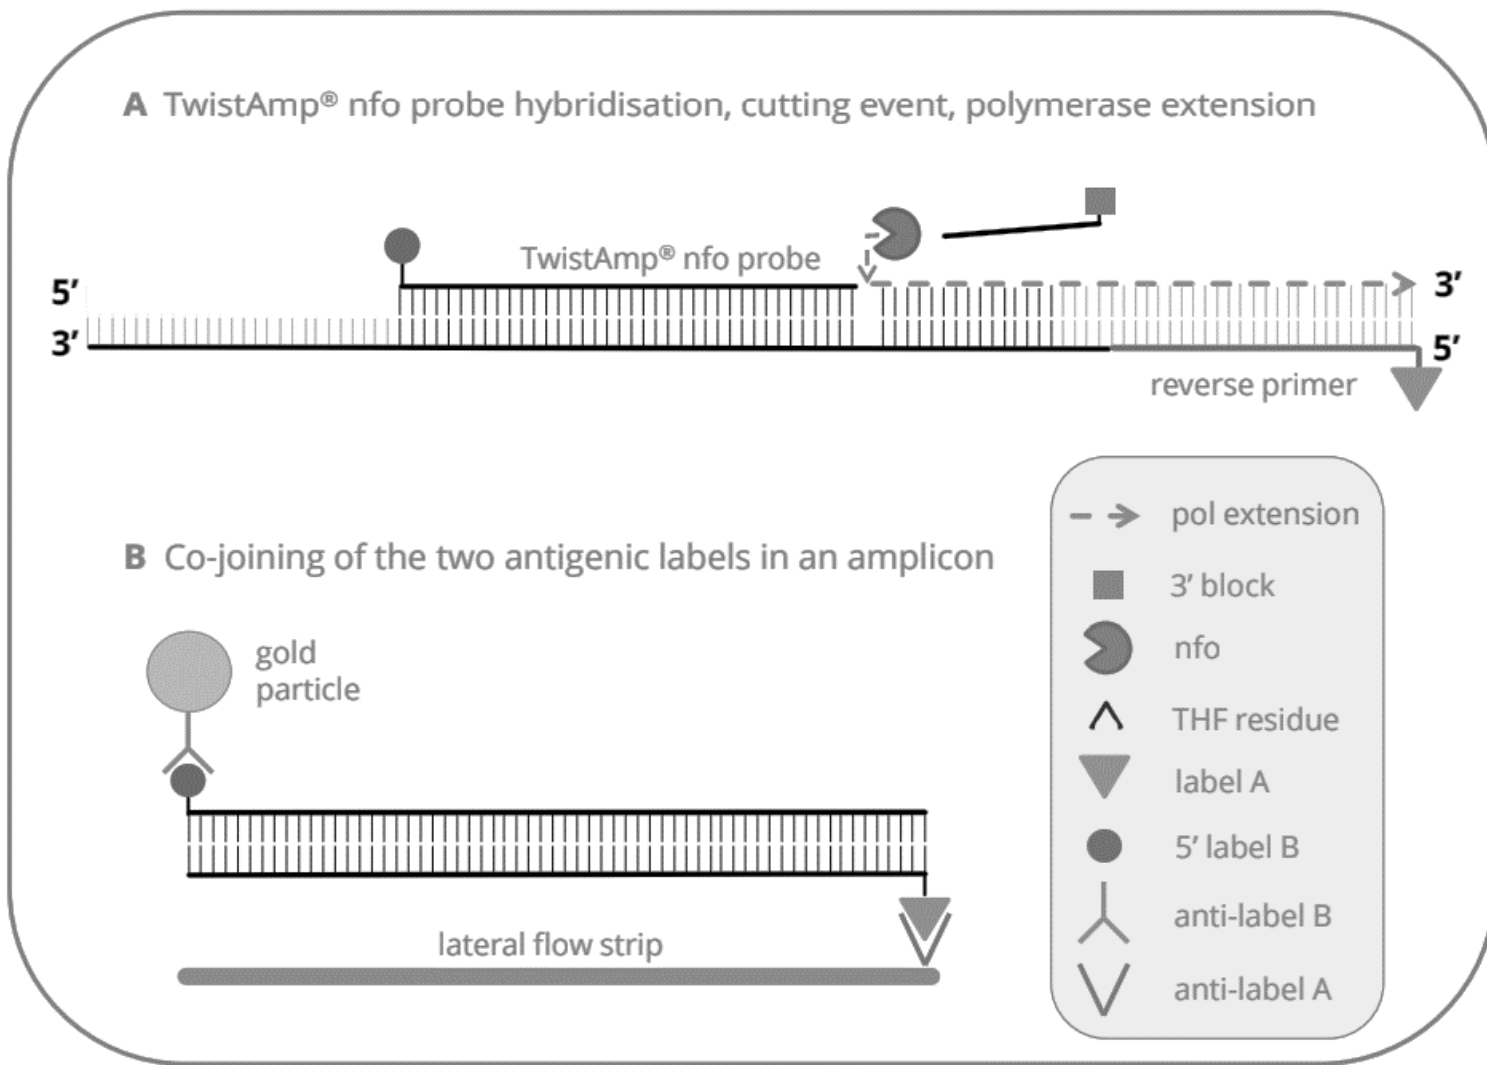 A TwistAmp® nfo probe hybridisation, cutting event, polymerase extension
TwistAmp® nfo probe
5’
3’
3’
5’
reverse primer
B Co-joining of the two antigenic labels in an amplicon
gold
particle
lateral flow strip
pol extension
3’ block
nfo
THF residue
label A
5’ label B
anti-label B
anti-label A